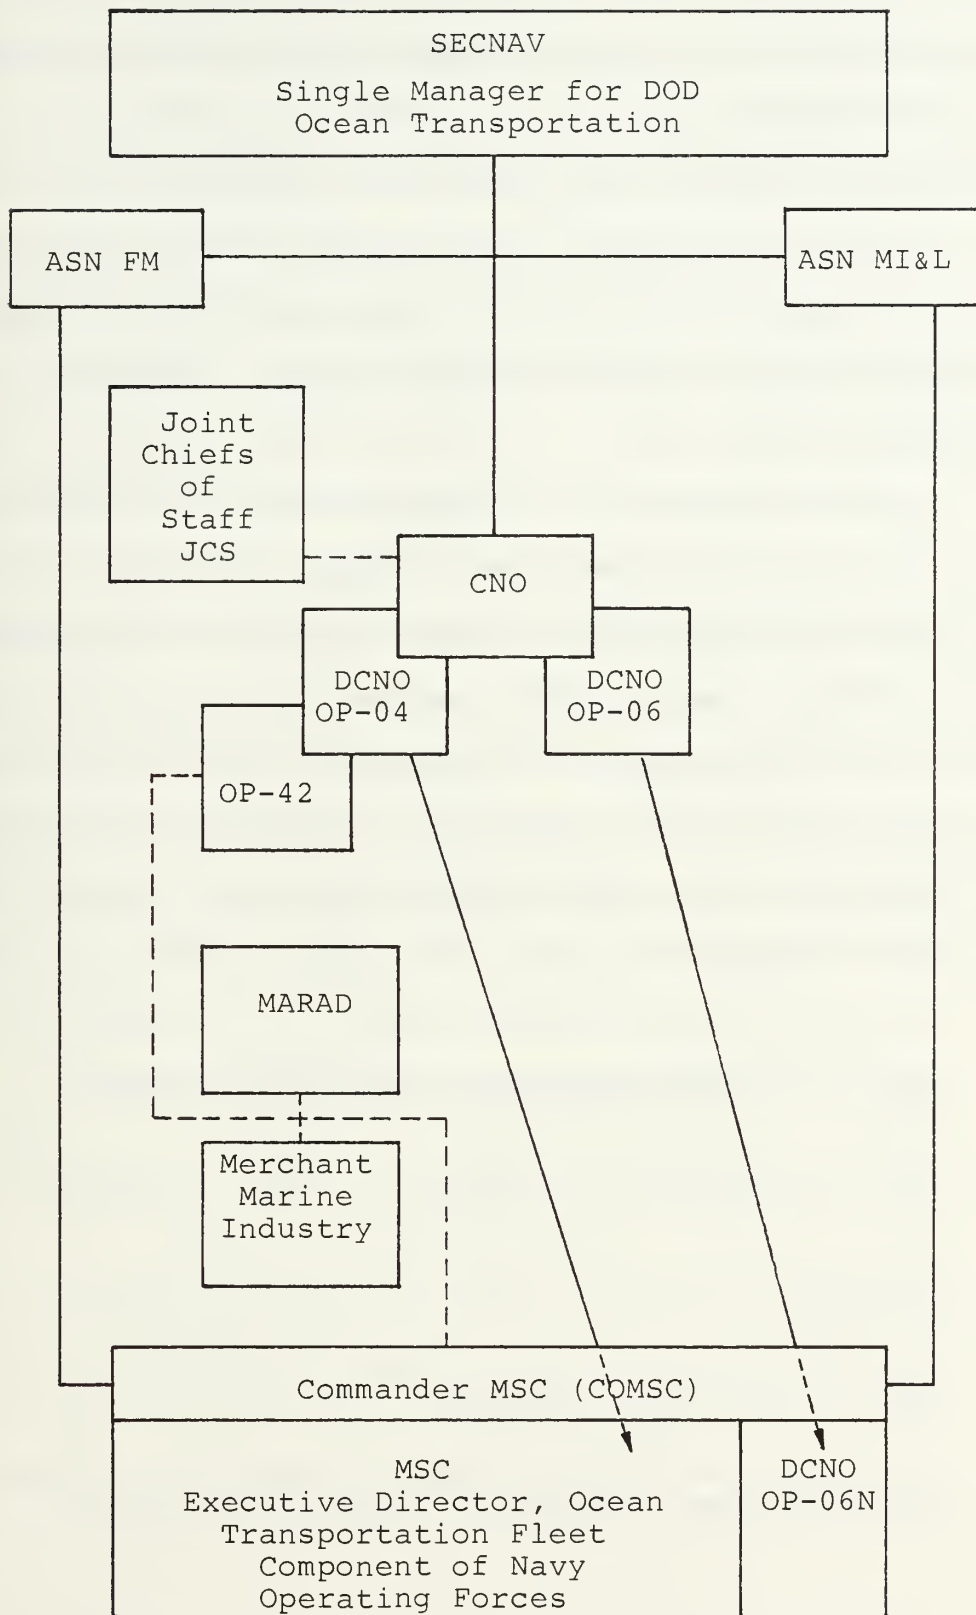 SECNAV
Single Manager for DOD
Ocean Transportation
ASN FM
ASN MI&L
Joint
Chiefs
of
Staff
JCS
CNO
DCNO
OP-04
DCNO
OP-06
OP-42
MARAD
Merchant
Marine
Industry
Commander MSC (COMSC)
MSC
Executive Director, Ocean
Transportation Fleet
Component of Navy
Operating Forces
DCNO
OP-06N